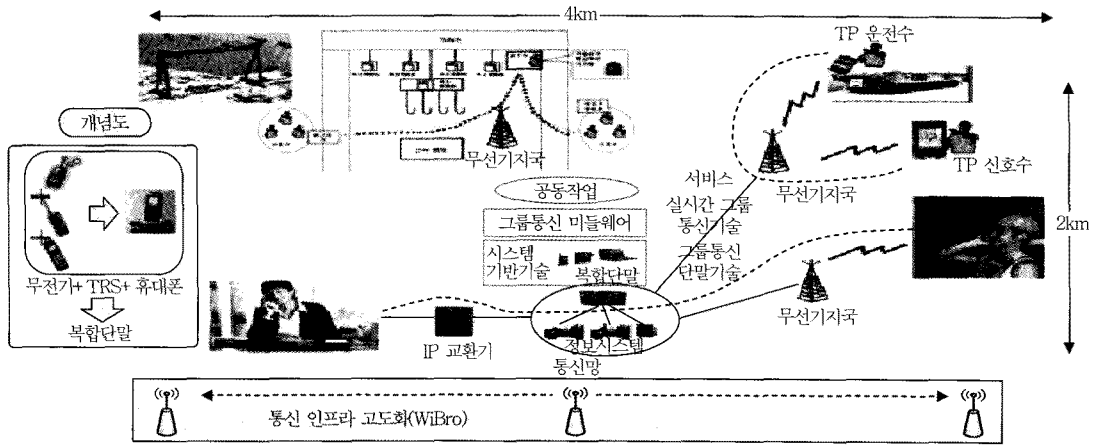 4km
TP 운전수
개념도
무선기지국
TP 신호수
무선기지국
공동작업
서비스
실시간 그룹
통신기술
그룹통신 미들웨어
2km
시스템
기반기술
복합단말
그룹통신
단말기술
무전기+ TRS+ 휴대폰
무선기지국
복합단말
IP 교환기
정보시스템
통신망
통신 인프라 고도화(WiBro)